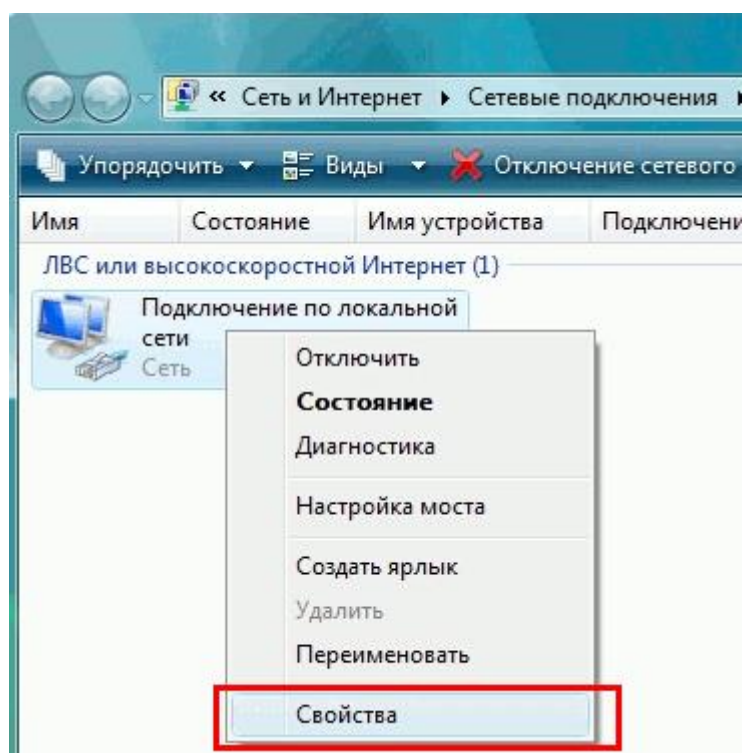 « Сеть и Интернет ▸ Сетевые подключения ▸
Упорядочить Виды Отключение сетевого
Имя Состояние Имя устройства Подключени
ЛВС или высокоскоростной Интернет (1)
Подключение по локальной
сети
Сеть
Отключить
Состояние
Диагностика
Настройка моста
Создать ярлык
Удалить
Переименовать
Свойства